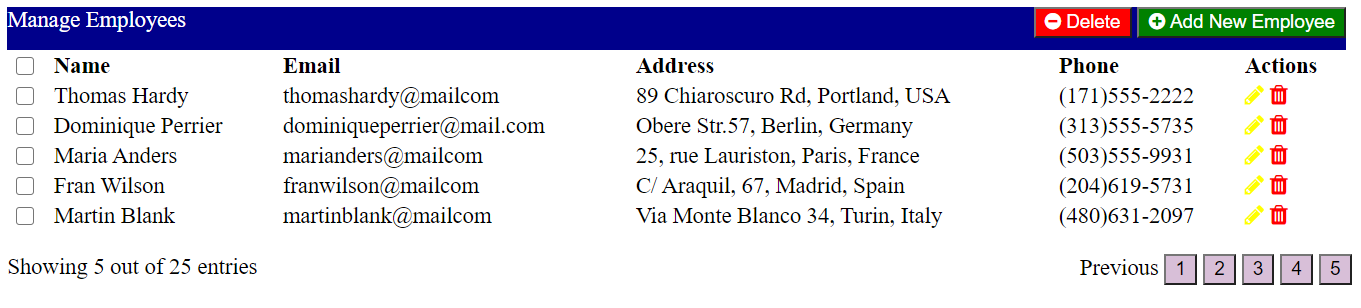 Manage Employees Delete Add New Employee
Name Email Address Phone Actions
Thomas Hardy thomashardy@mailcom 89 Chiaroscuro Rd, Portland, USA (171)555-2222
Dominique Perrier dominiqueperrier@mail.com Obere Str.57, Berlin, Germany (313)555-5735
Maria Anders marianders@mailcom 25, rue Lauriston, Paris, France (503)555-9931
Fran Wilson franwilson@mailcom C/ Araquil, 67, Madrid, Spain (204)619-5731
Martin Blank martinblank@mailcom Via Monte Blanco 34, Turin, Italy (480)631-2097
Showing 5 out of 25 entries Previous 1 2 3 4 5